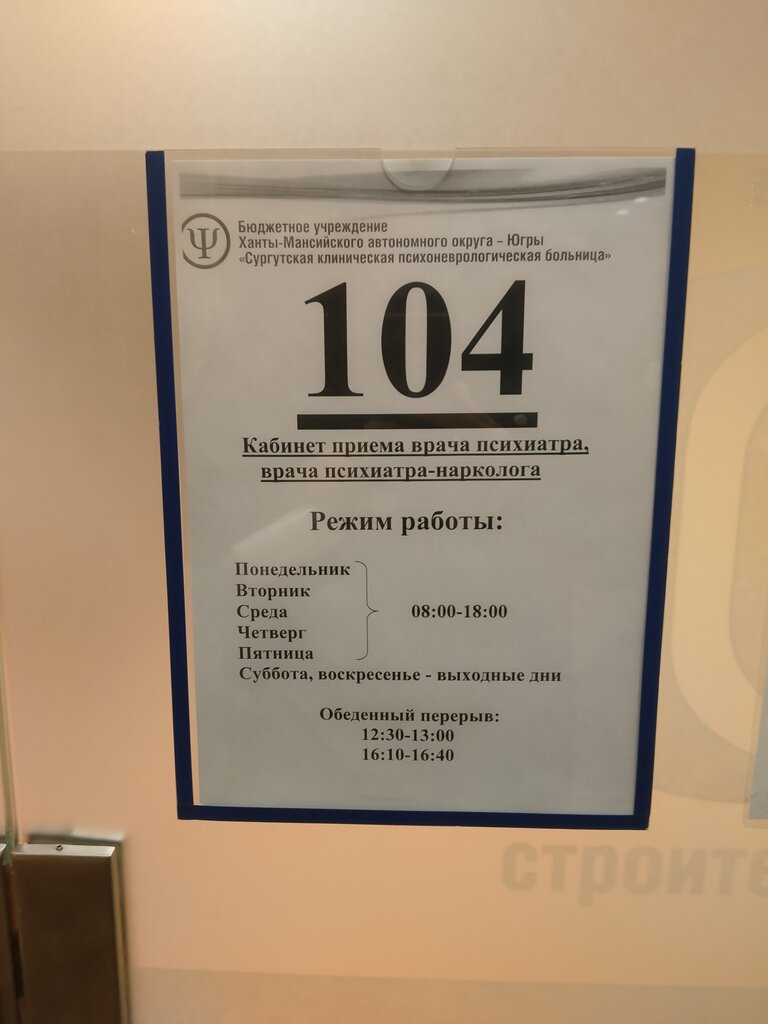 Ψ
Бюджетное учреждение
Ханты-Мансийского автономного округа – Югры
«Сургутская клиническая психоневрологическая больница»
104
Кабинет приема врача психиатра,
врача психиатра-нарколога
Режим работы:
Понедельник
Вторник
Среда
08:00-18:00
Четверг
Пятница
Суббота, воскресенье - выходные дни
Обеденный перерыв:
12:30-13:00
16:10-16:40
строите